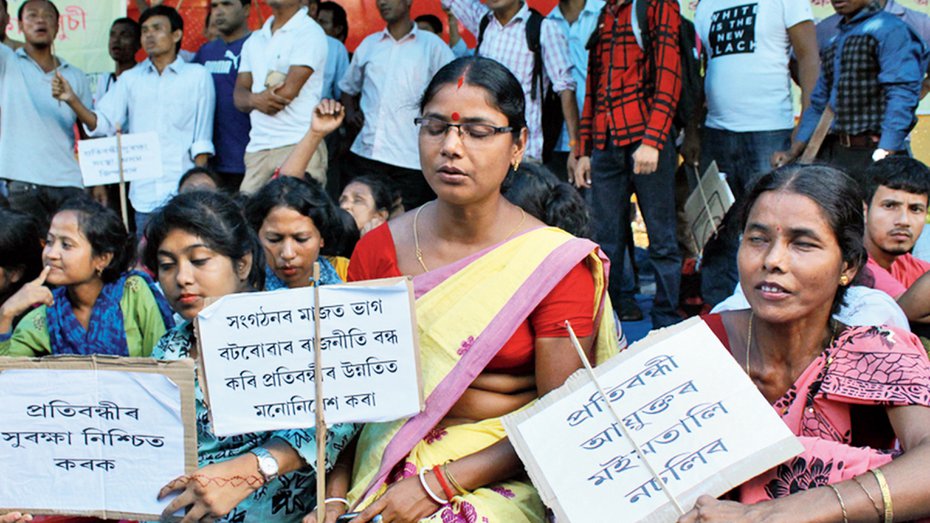 WHITE
IS THE
NEW
BLACK
প্ৰতিবন্ধীৰ
সুৰক্ষা নিশ্চিত
কৰক
সংগঠনৰ মাজত ভাগ
বটৰোৱাৰ ৰাজনীতি বন্ধ
কৰি প্ৰতিবন্ধীৰ উন্নতিত
মনোনিৱেশ কৰা
প্ৰতিবন্ধী
আয়ুক্তৰ
মইমতালি
নচলিব